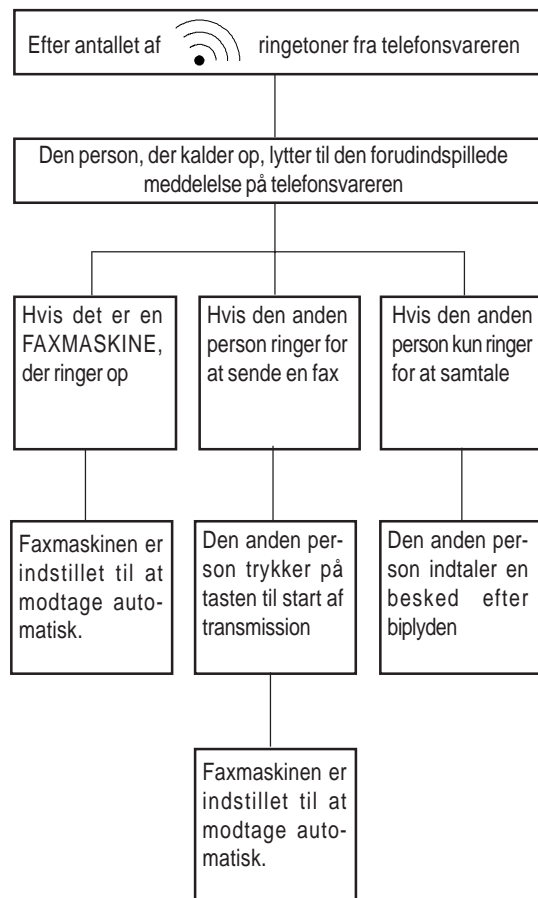 Efter antallet af ringetoner fra telefonsvareren
Den person, der kalder op, lytter til den forudindspillede
meddelelse på telefonsvareren
Hvis det er en
FAXMASKINE,
der ringer op
Hvis den anden
person ringer for
at sende en fax
Hvis den anden
person kun ringer
for at samtale
Faxmaskinen er
indstillet til at
modtage auto-
matisk.
Den anden per-
son trykker på
tasten til start af
transmission
Den anden per-
son indtaler en
besked efter
biplyden
Faxmaskinen er
indstillet til at
modtage auto-
matisk.